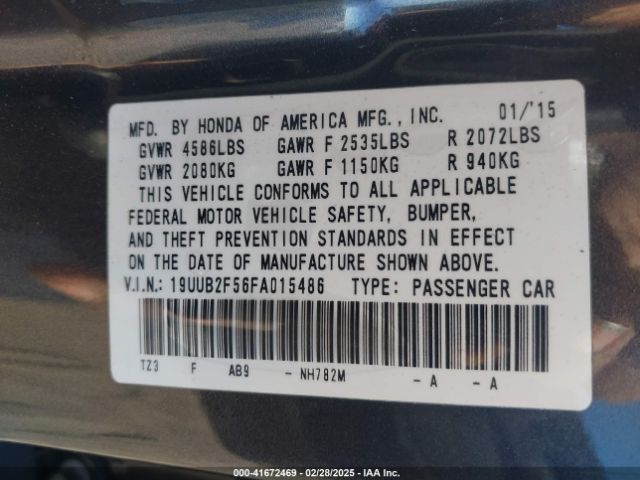 MFD. BY HONDA OF AMERICA MFG., INC. 01/'15
GVWR 4586LBS GAWR F 2535LBS R 2072LBS
GVWR 2080KG GAWR F 1150KG R 940KG
THIS VEHICLE CONFORMS TO ALL APPLICABLE
FEDERAL MOTOR VEHICLE SAFETY, BUMPER,
AND THEFT PREVENTION STANDARDS IN EFFECT
ON THE DATE OF MANUFACTURE SHOWN ABOVE.
V.I.N.: 19UUB2F56FA015486 TYPE: PASSENGER CAR
TZ3 F AB9 - NH782M - A - A
000-41672469 | 02/28/2025 - IAA Inc.